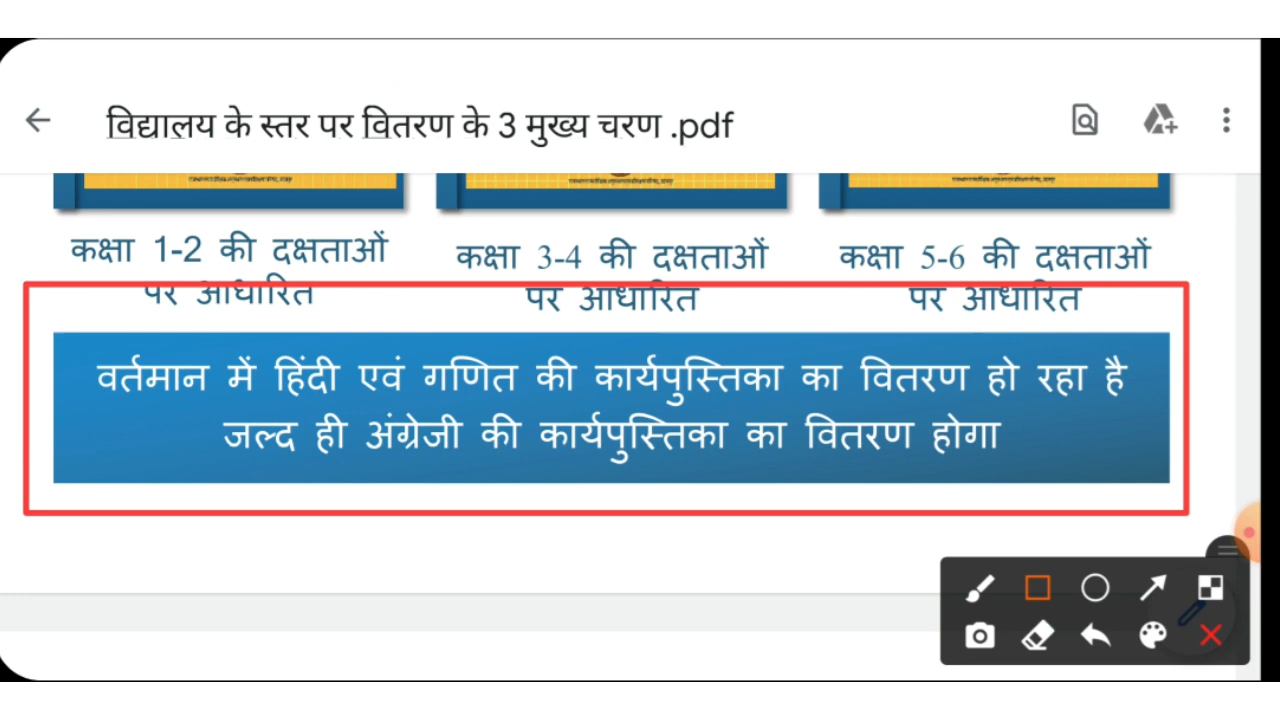 विद्यालय के स्तर पर वितरण के 3 मुख्य चरण .pdf
कक्षा 1-2 की दक्षताओं
पर आधारित
कक्षा 3-4 की दक्षताओं
पर आधारित
कक्षा 5-6 की दक्षताओं
पर आधारित
वर्तमान में हिंदी एवं गणित की कार्यपुस्तिका का वितरण हो रहा है
जल्द ही अंग्रेजी की कार्यपुस्तिका का वितरण होगा